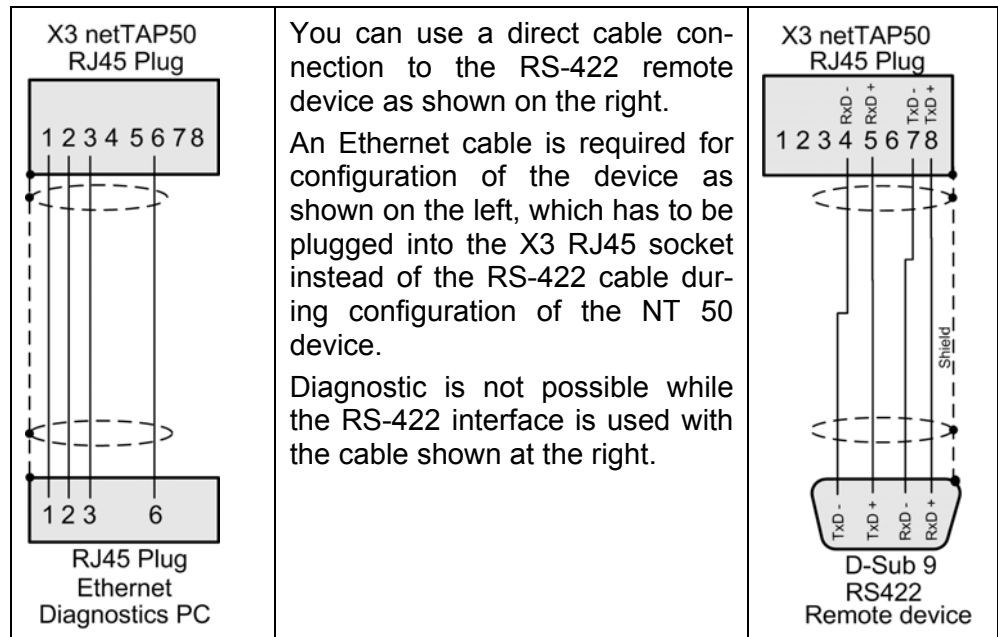 X3 netTAP50
RJ45 Plug
1 2 3 4 5 6 7 8
1 2 3 6
RJ45 Plug
Ethernet
Diagnostics PC
You can use a direct cable con-
nection to the RS-422 remote
device as shown on the right.
An Ethernet cable is required for
configuration of the device as
shown on the left, which has to be
plugged into the X3 RJ45 socket
instead of the RS-422 cable dur-
ing configuration of the NT 50
device.
Diagnostic is not possible while
the RS-422 interface is used with
the cable shown at the right.
X3 netTAP50
RJ45 Plug
RxD -
RxD +
TxD -
TxD +
1 2 3 4 5 6 7 8
Shield
TxD -
TxD +
RxD -
RxD +
D-Sub 9
RS422
Remote device